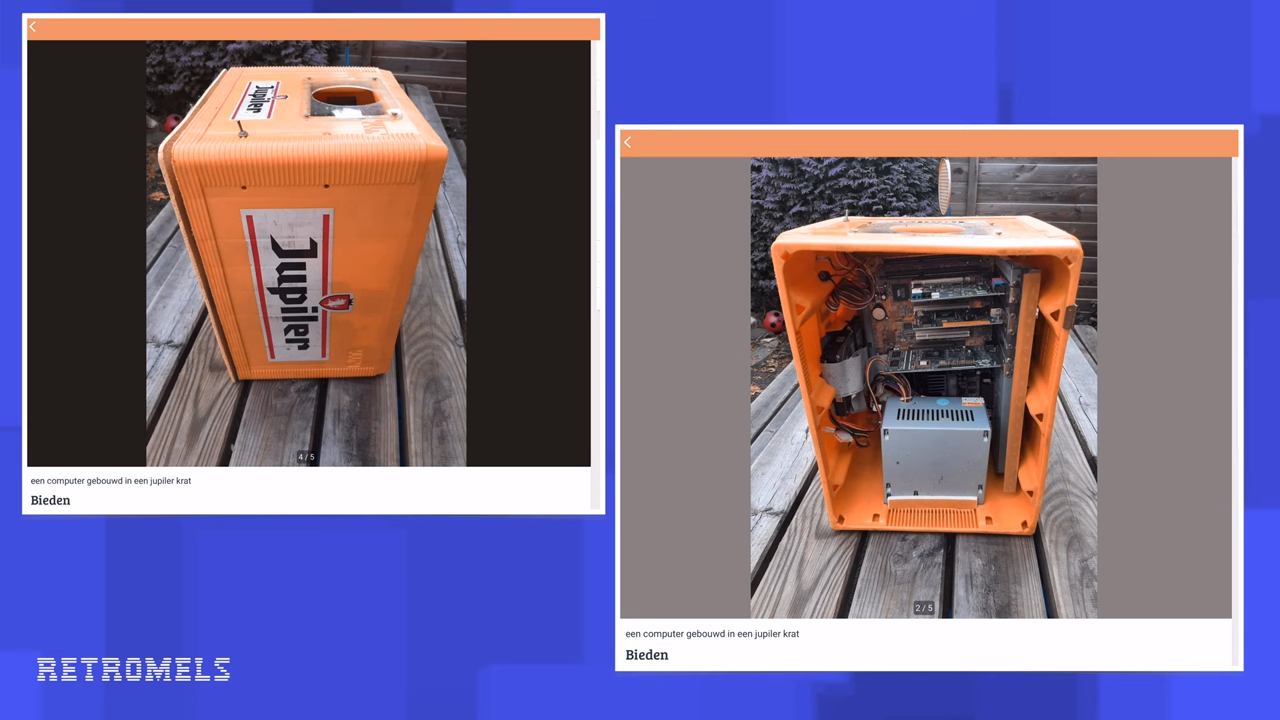 Jupiler
Jupiler
4 / 5
een computer gebouwd in een jupiler krat
Bieden
2 / 5
een computer gebouwd in een jupiler krat
Bieden
RETROMELS